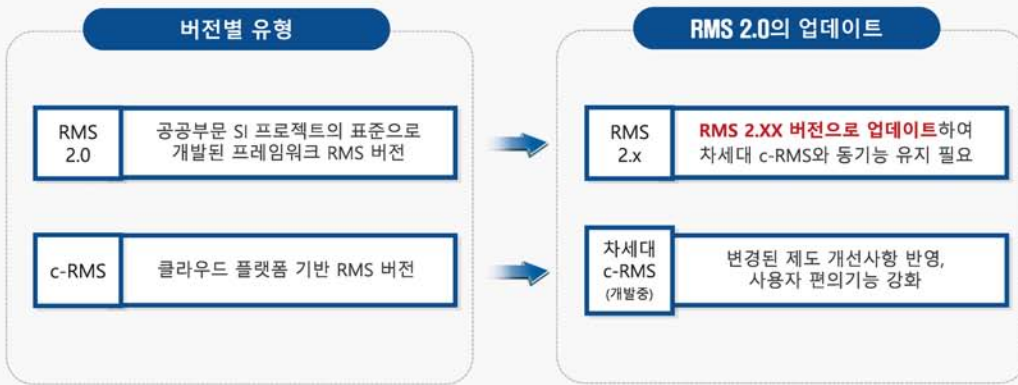 버전별 유형
RMS
2.0
공공부문 SI 프로젝트의 표준으로
개발된 프레임워크 RMS 버전
c-RMS
클라우드 플랫폼 기반 RMS 버전
RMS 2.0의 업데이트
RMS
2.x
RMS 2.XX 버전으로 업데이트하여
차세대 c-RMS와 동기능 유지 필요
차세대
c-RMS
(개발중)
변경된 제도 개선사항 반영,
사용자 편의기능 강화